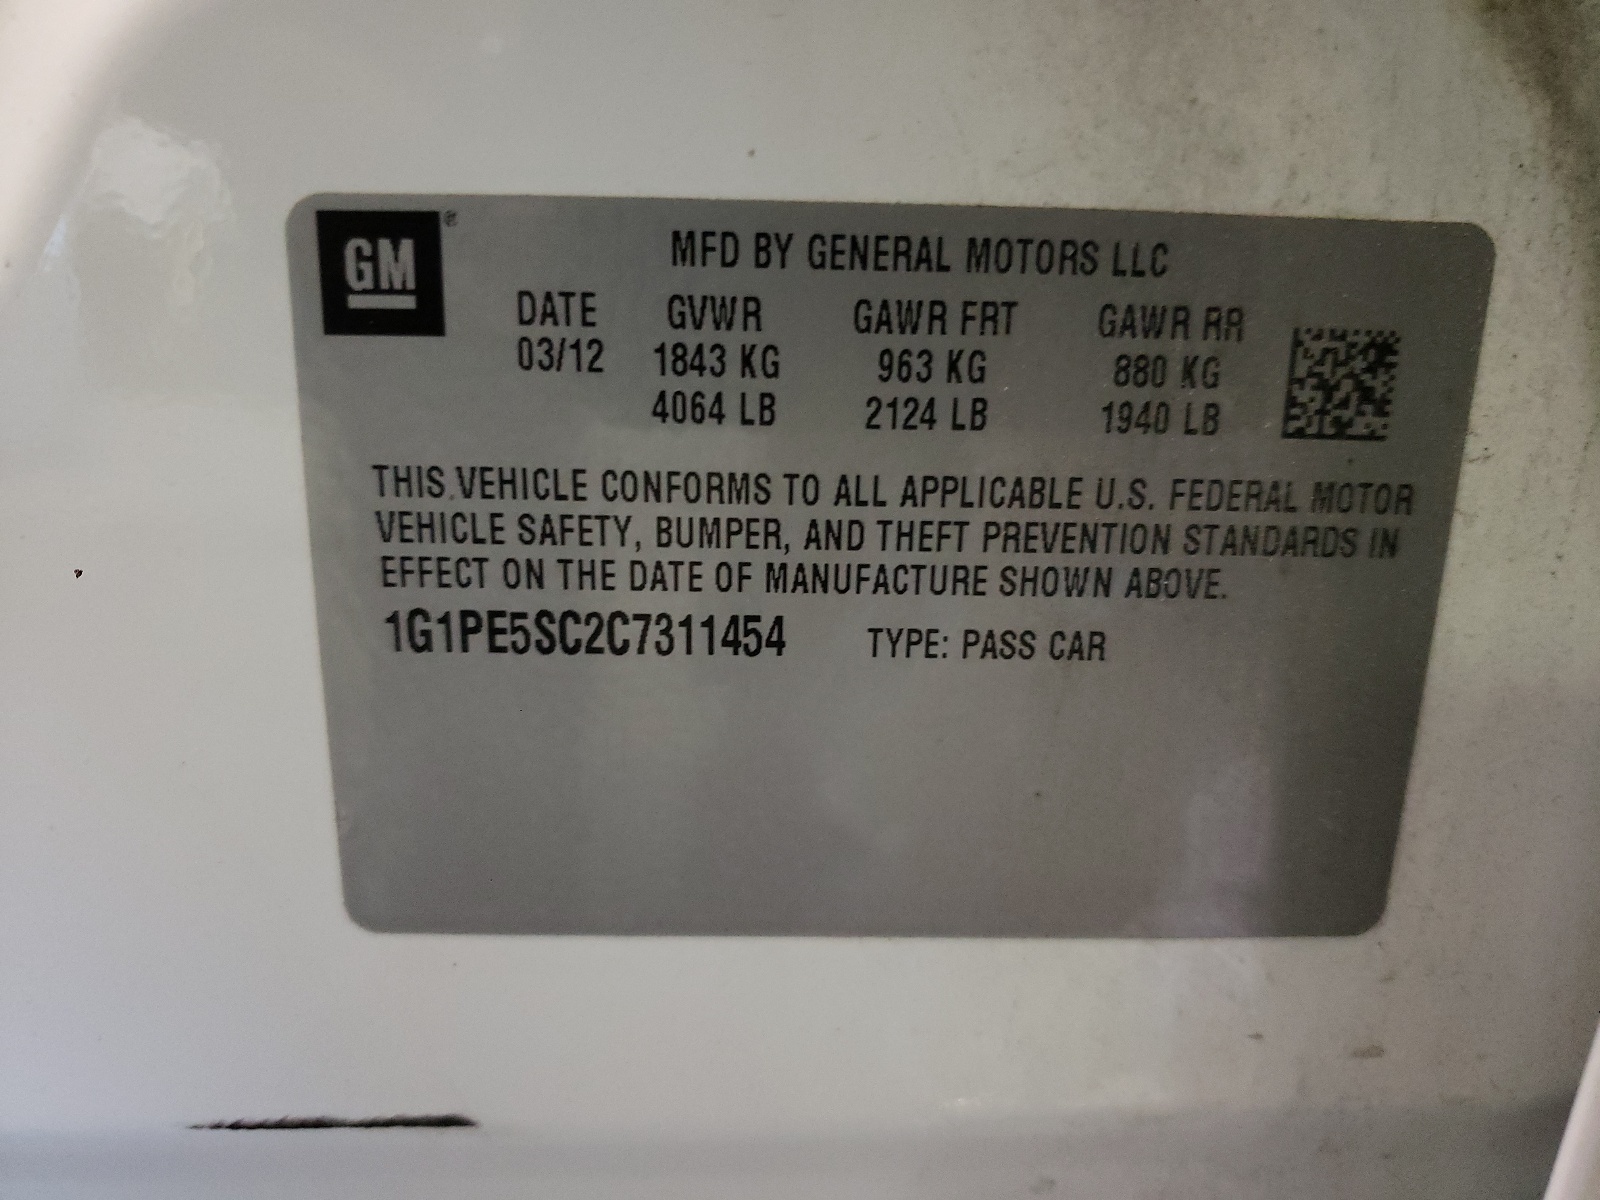 GM®
MFD BY GENERAL MOTORS LLC
DATE GVWR GAWR FRT GAWR RR
03/12 1843 KG 963 KG 880 KG
4064 LB 2124 LB 1940 LB
THIS VEHICLE CONFORMS TO ALL APPLICABLE U.S. FEDERAL MOTOR
VEHICLE SAFETY, BUMPER, AND THEFT PREVENTION STANDARDS IN
EFFECT ON THE DATE OF MANUFACTURE SHOWN ABOVE.
1G1PE5SC2C7311454 TYPE: PASS CAR